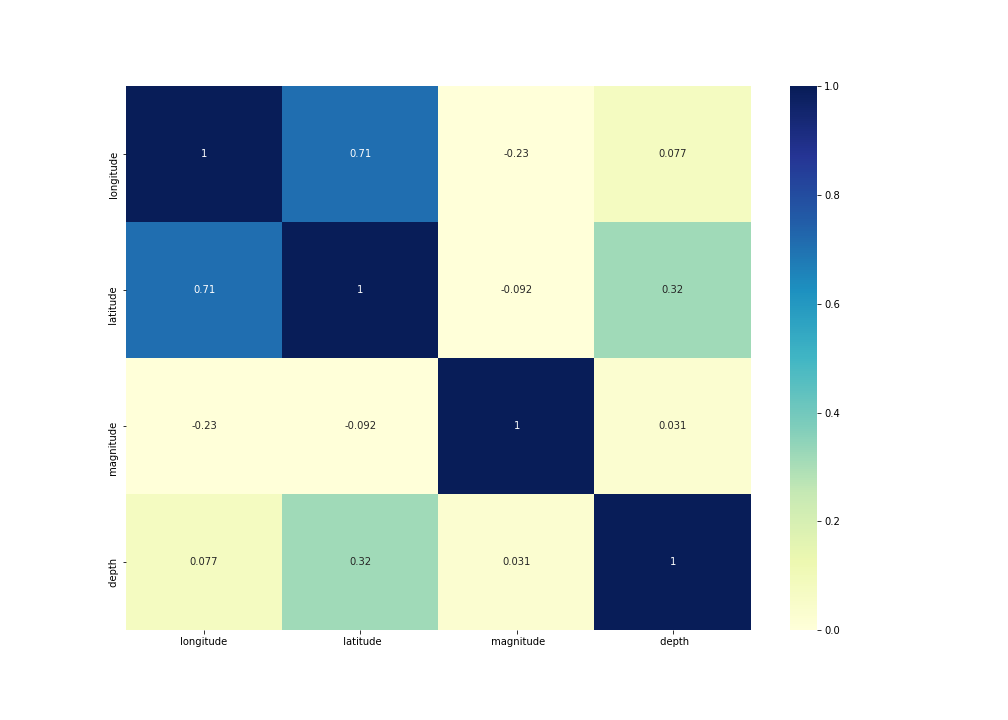 1.0
longitude 1 0.71 -0.23 0.077
0.8
latitude 0.71 1 -0.092 0.32
0.6
0.4
magnitude -0.23 -0.092 1 0.031
0.2
depth 0.077 0.32 0.031 1
0.0
longitude latitude magnitude depth